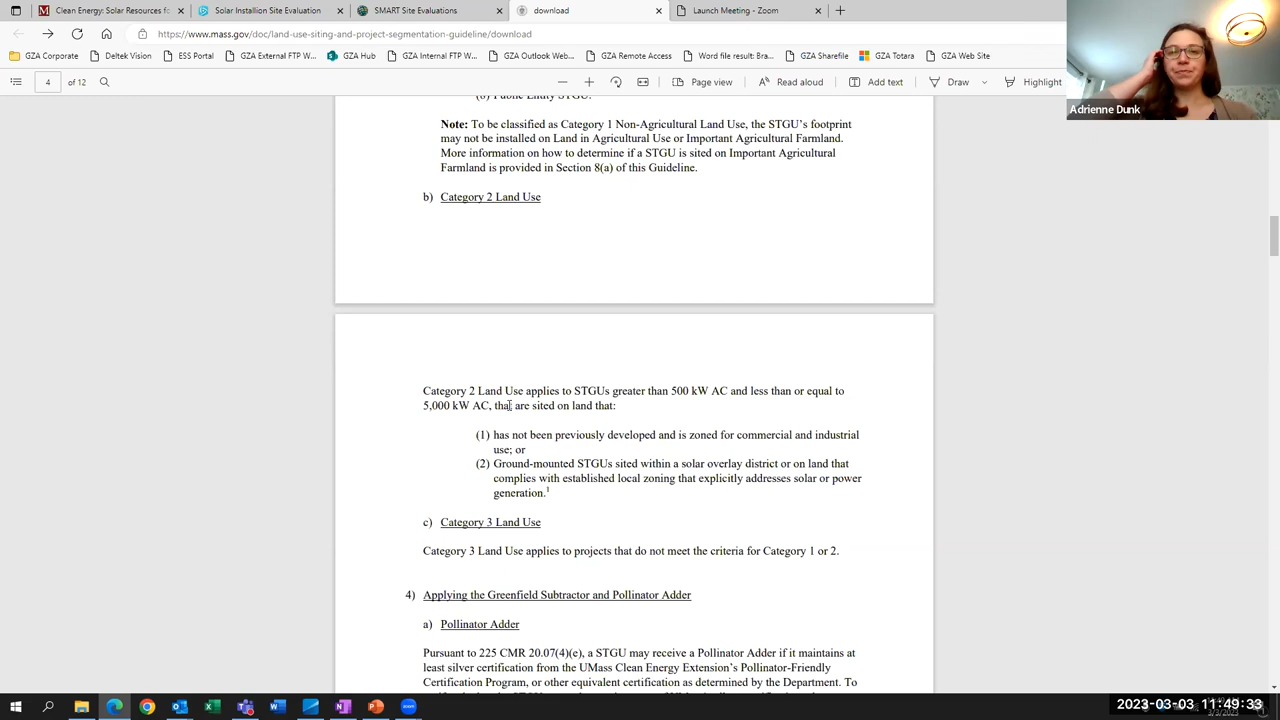 Clean Energy: Solar Resources fo
Solar Installion Site Evaluation
SMART Site Evaluations
download
Launch Meeting - Zoom
https://www.mass.gov/doc/land-use-siting-and-project-segmentation-guideline/download
GZA Corporate
Deltek Vision
ESS Portal
GZA External FTP W...
GZA Hub
GZA Internal FTP W...
GZA Outlook Web...
GZA Remote Access
Word file result: Bra...
GZA Sharefile
GZA Totara
GZA Web Site
4 of 12
Page view
Read aloud
Add text
Draw
Highlight
Adrienne Dunk
(6) Public Entity STGU.
Note: To be classified as Category 1 Non-Agricultural Land Use, the STGU's footprint
may not be installed on Land in Agricultural Use or Important Agricultural Farmland.
More information on how to determine if a STGU is sited on Important Agricultural
Farmland is provided in Section 8(a) of this Guideline.
b) Category 2 Land Use
Category 2 Land Use applies to STGUs greater than 500 kW AC and less than or equal to
5,000 kW AC, that are sited on land that:
(1) has not been previously developed and is zoned for commercial and industrial
use; or
(2) Ground-mounted STGUs sited within a solar overlay district or on land that
complies with established local zoning that explicitly addresses solar or power
generation.1
c) Category 3 Land Use
Category 3 Land Use applies to projects that do not meet the criteria for Category 1 or 2.
4) Applying the Greenfield Subtractor and Pollinator Adder
a) Pollinator Adder
Pursuant to 225 CMR 20.07(4)(e), a STGU may receive a Pollinator Adder if it maintains at
least silver certification from the UMass Clean Energy Extension's Pollinator-Friendly
Certification Program, or other equivalent certification as determined by the Department. To
2023-03-03 11:49:33